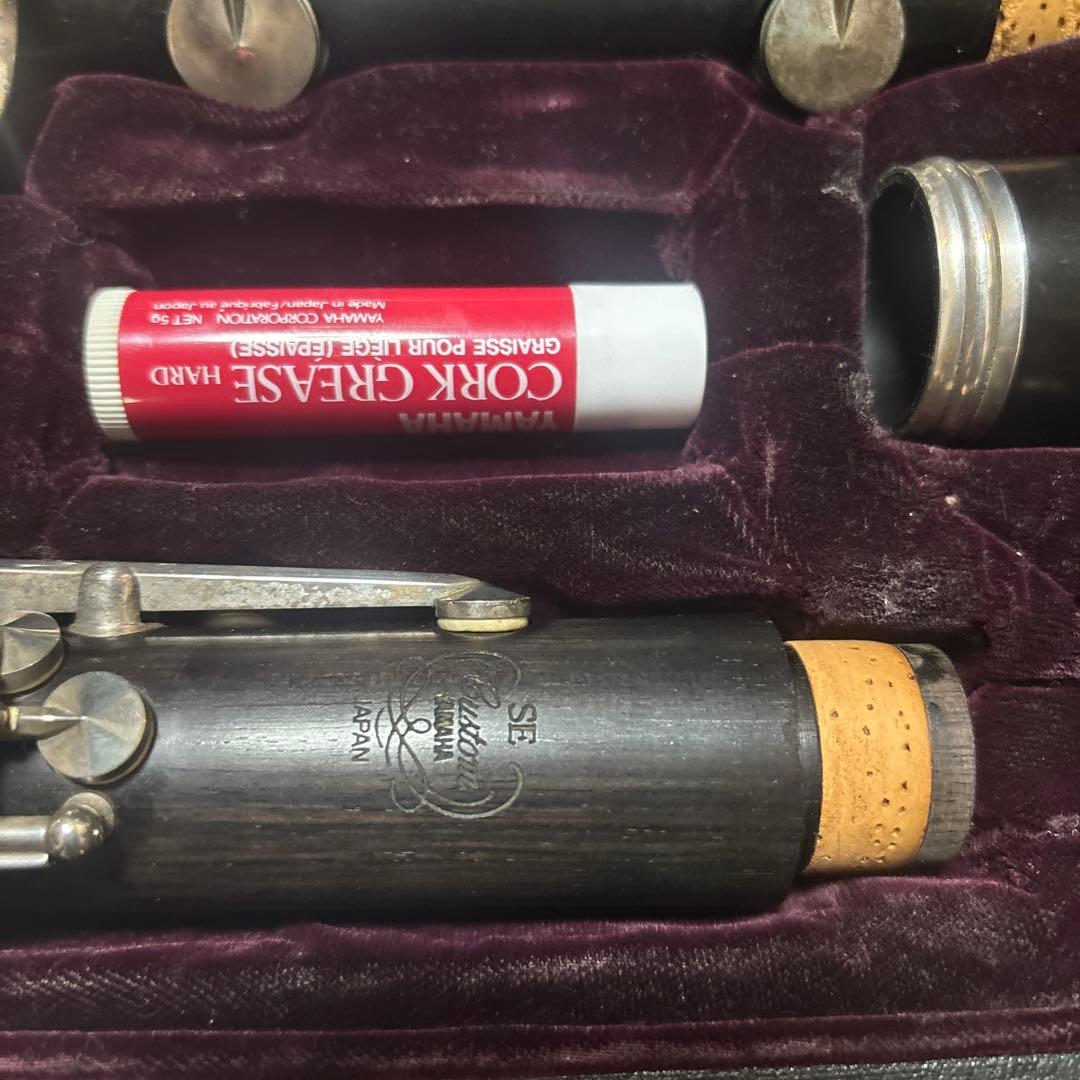 YAMAHA
CORK GREASE HARD
GRAISSE POUR LIÈGE (ÉPAISSE)
YAMAHA CORPORATION NET 5g
Made in Japan/Fabriqué au Japon
SE
Custom
YAMAHA
JAPAN